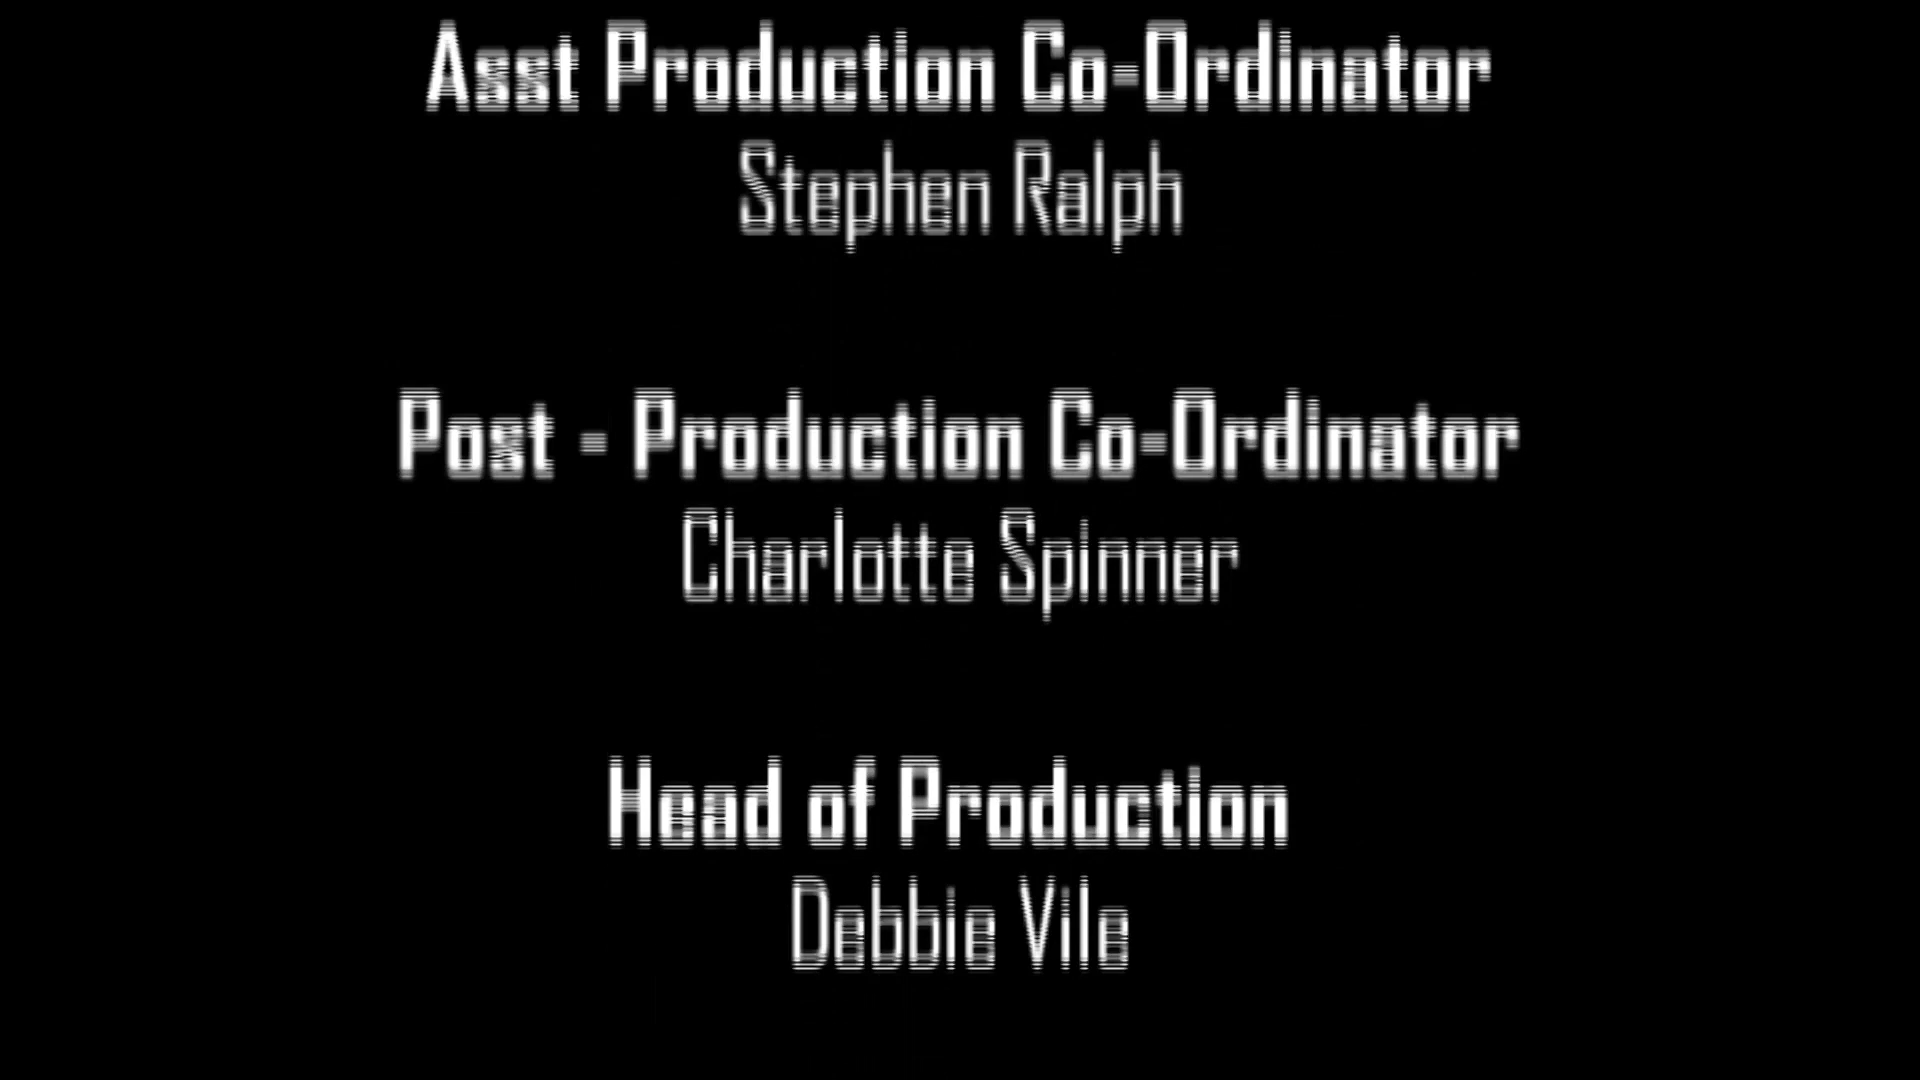 Asst Production Co-Ordinator
Stephen Ralph
Post - Production Co-Ordinator
Charlotte Spinner
Head of Production
Debbie Vile